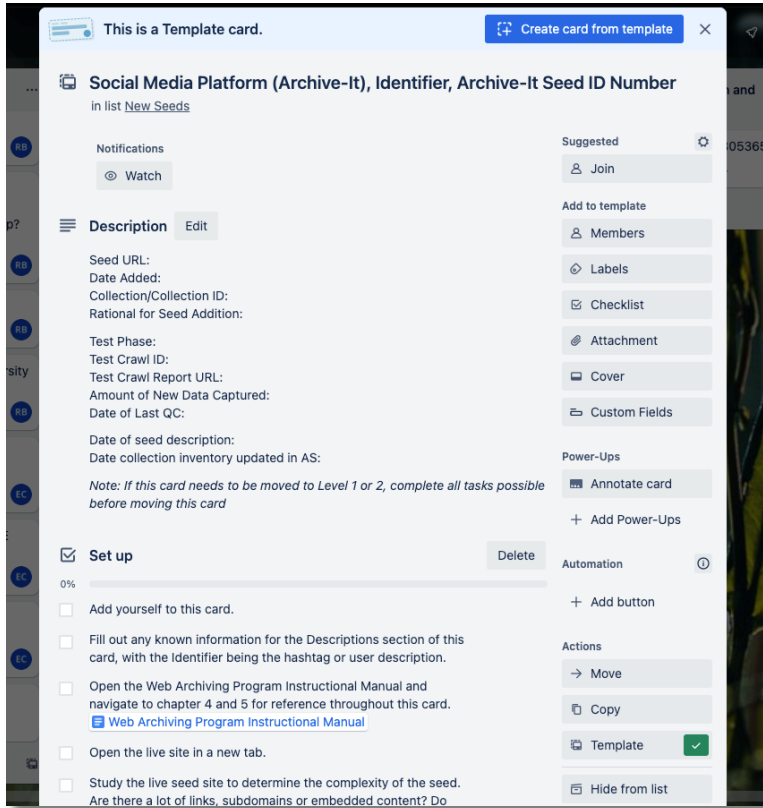 This is a Template card.
Create card from template
Social Media Platform (Archive-It), Identifier, Archive-It Seed ID Number
in list New Seeds
Notifications
Watch
Description
Edit
Seed URL:
Date Added:
Collection/Collection ID:
Rational for Seed Addition:
Test Phase:
Test Crawl ID:
Test Crawl Report URL:
Amount of New Data Captured:
Date of Last QC:
Date of seed description:
Date collection inventory updated in AS:
Note: If this card needs to be moved to Level 1 or 2, complete all tasks possible
before moving this card
Set up
Delete
0%
Add yourself to this card.
Fill out any known information for the Descriptions section of this
card, with the Identifier being the hashtag or user description.
Open the Web Archiving Program Instructional Manual and
navigate to chapter 4 and 5 for reference throughout this card.
Web Archiving Program Instructional Manual
Open the live site in a new tab.
Study the live seed site to determine the complexity of the seed.
Are there a lot of links, subdomains or embedded content? Do
Suggested
Join
Add to template
Members
Labels
Checklist
Attachment
Cover
Custom Fields
Power-Ups
Annotate card
+ Add Power-Ups
Automation
+ Add button
Actions
Move
Copy
Template
Hide from list
RB
p?
RB
RB
rsity
RB
EC
EC
EC
n and
05365